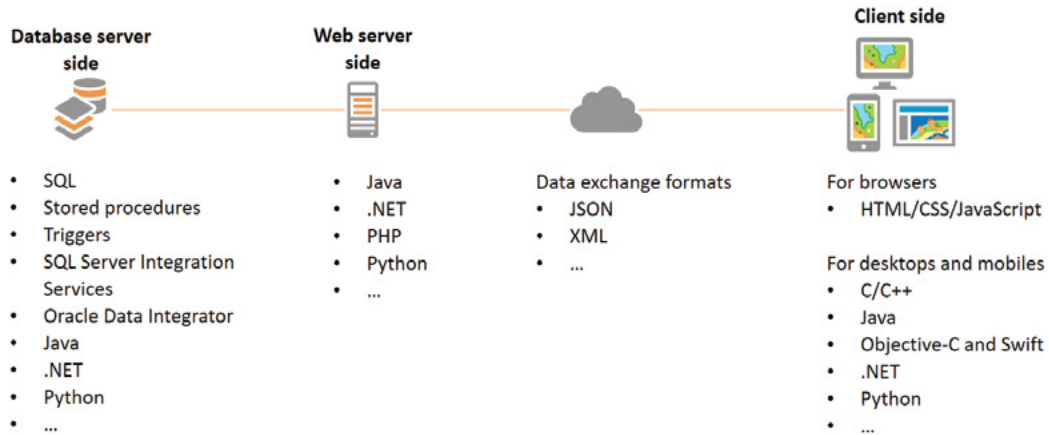 Database server
side
• SQL
• Stored procedures
• Triggers
• SQL Server Integration
Services
• Oracle Data Integrator
• Java
• .NET
• Python
• ...
Web server
side
• Java
• .NET
• PHP
• Python
• ...
Data exchange formats
• JSON
• XML
• ...
Client side
For browsers
• HTML/CSS/JavaScript
For desktops and mobiles
• C/C++
• Java
• Objective-C and Swift
• .NET
• Python
• ...